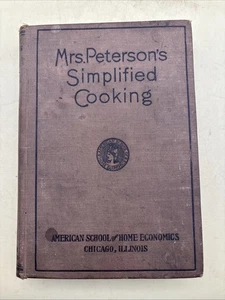 Mrs. Peterson's
Simplified
Cooking
AMERICAN SCHOOL of HOME ECONOMICS
CHICAGO, ILLINOIS